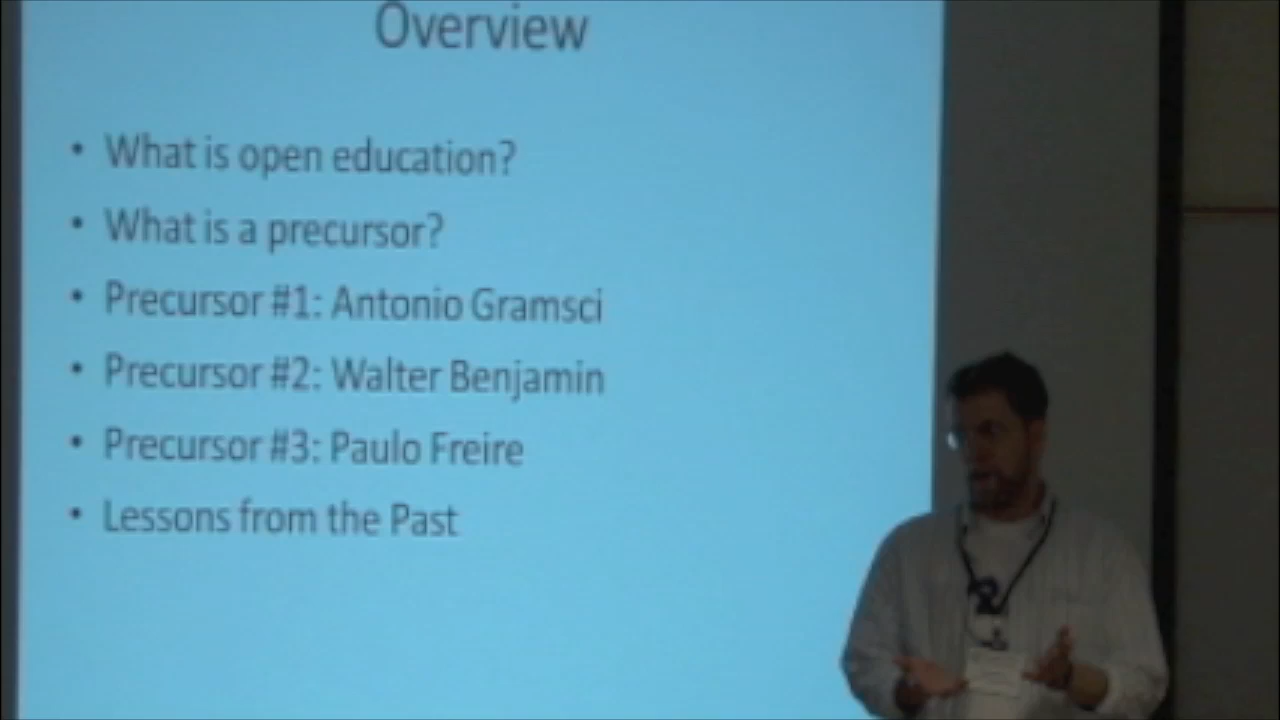 Overview
• What is open education?
• What is a precursor?
• Precursor #1: Antonio Gramsci
• Precursor #2: Walter Benjamin
• Precursor #3: Paulo Freire
• Lessons from the Past